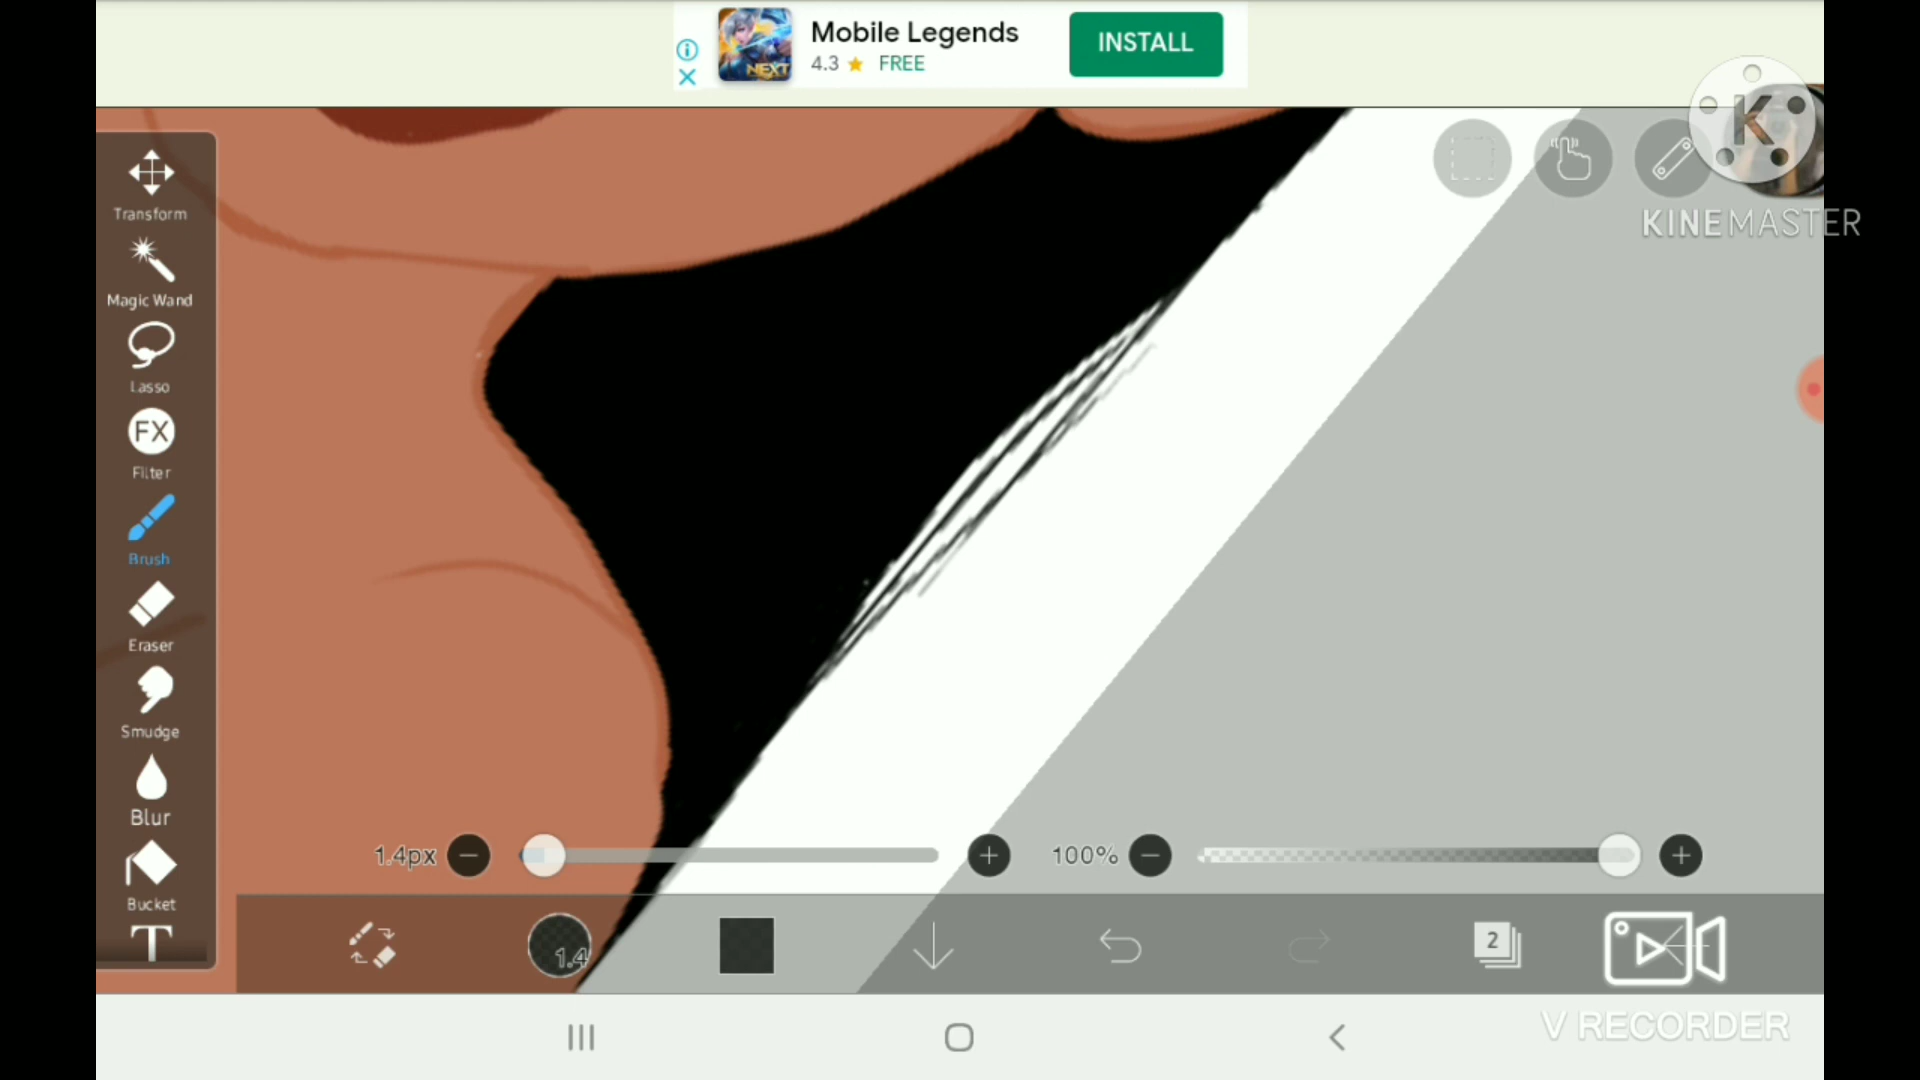 Mobile Legends
4.3 FREE
NEXT
INSTALL
K
KINEMASTER
Transform
Magic Wand
Lasso
FX
Filter
Brush
Eraser
Smudge
Blur
Bucket
T
1.4px
100%
1.4
2
V RECORDER